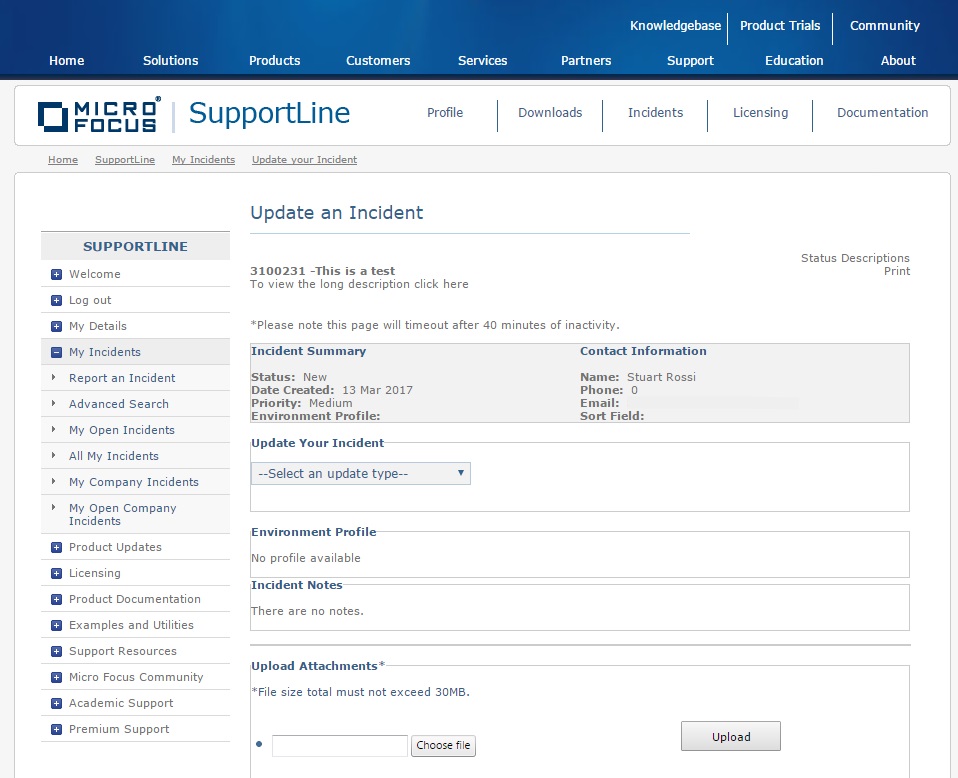 Knowledgebase Product Trials Community
Home Solutions Products Customers Services Partners Support Education About
MICRO FOCUS® SupportLine Profile Downloads Incidents Licensing Documentation
Home SupportLine My Incidents Update your Incident
Update an Incident
SUPPORTLINE
Welcome
Log out
My Details
My Incidents
Report an Incident
Advanced Search
My Open Incidents
All My Incidents
My Company Incidents
My Open Company
Incidents
Product Updates
Licensing
Product Documentation
Examples and Utilities
Support Resources
Micro Focus Community
Academic Support
Premium Support
Status Descriptions
Print
3100231 -This is a test
To view the long description click here
*Please note this page will timeout after 40 minutes of inactivity.
Incident Summary
Status: New
Date Created: 13 Mar 2017
Priority: Medium
Environment Profile:
Contact Information
Name: Stuart Rossi
Phone: 0
Email:
Sort Field:
Update Your Incident
--Select an update type--
Environment Profile
No profile available
Incident Notes
There are no notes.
Upload Attachments*
*File size total must not exceed 30MB.
Choose file
Upload